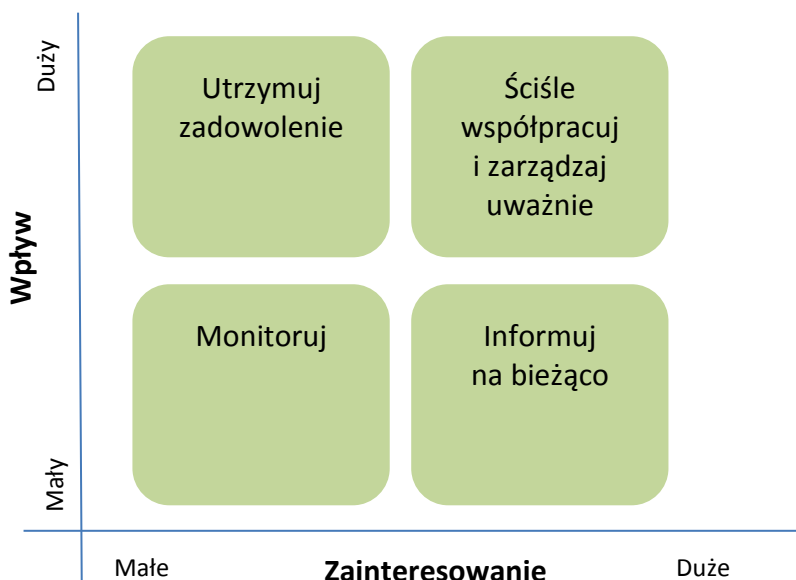 Duży
Utrzymuj
zadowolenie
Ściśle
współpracuj
i zarządzaj
uważnie
Wpływ
Monitoruj
Informuj
na bieżąco
Mały
Małe
Zainteresowanie
Duże